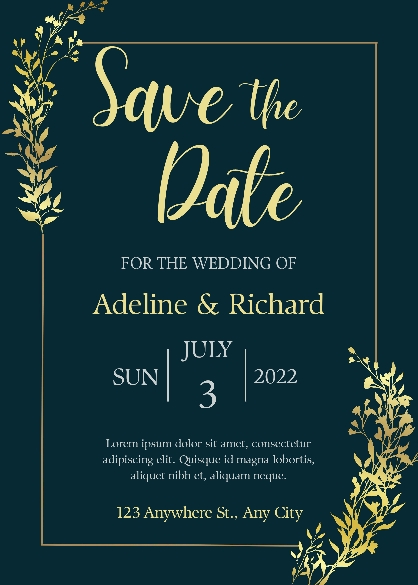 Save the
Date
FOR THE WEDDING OF
Adeline & Richard
JULY
SUN 3 2022
Lorem ipsum dolor sit amet, consectetur
adipiscing elit. Quisque id magna lobortis,
aliquet nibh et, aliquam neque.
123 Anywhere St., Any City